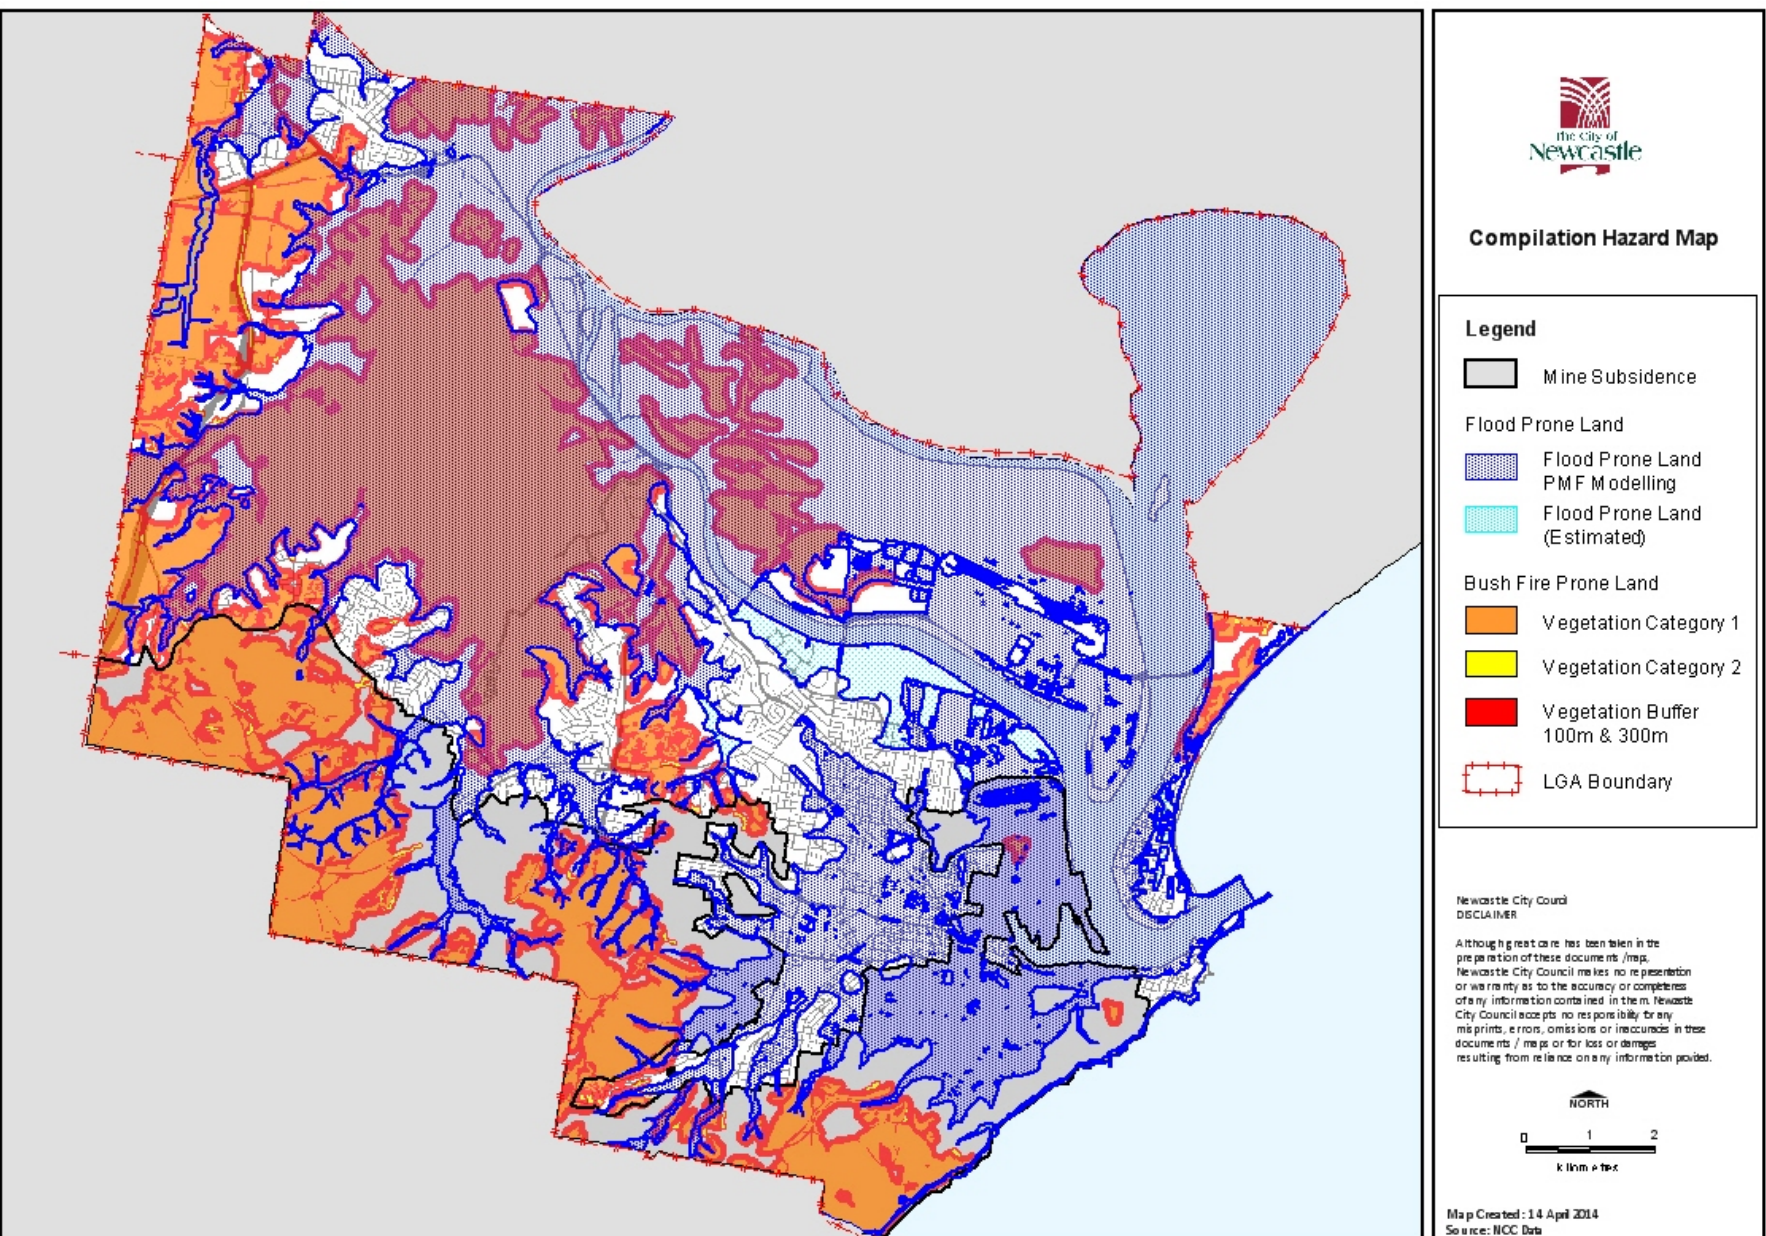 the City of
Newcastle
Compilation Hazard Map
Legend
Mine Subsidence
Flood Prone Land
Flood Prone Land
PMF Modelling
Flood Prone Land
(Estimated)
Bush Fire Prone Land
Vegetation Category 1
Vegetation Category 2
Vegetation Buffer
100m & 300m
LGA Boundary
Newcastle City Council
DISCLAIMER
Although great care has been taken in the
preparation of these documents /maps,
Newcastle City Council makes no representation
or warranty as to the accuracy or completeness
of any information contained in them. Newcastle
City Council accepts no responsibility for any
misprints, errors, omissions or inaccuracies in these
documents / maps or for loss or damages
resulting from reliance on any information provided.
NORTH
0 1 2
kilometres
Map Created: 14 April 2014
Source: NCC Data